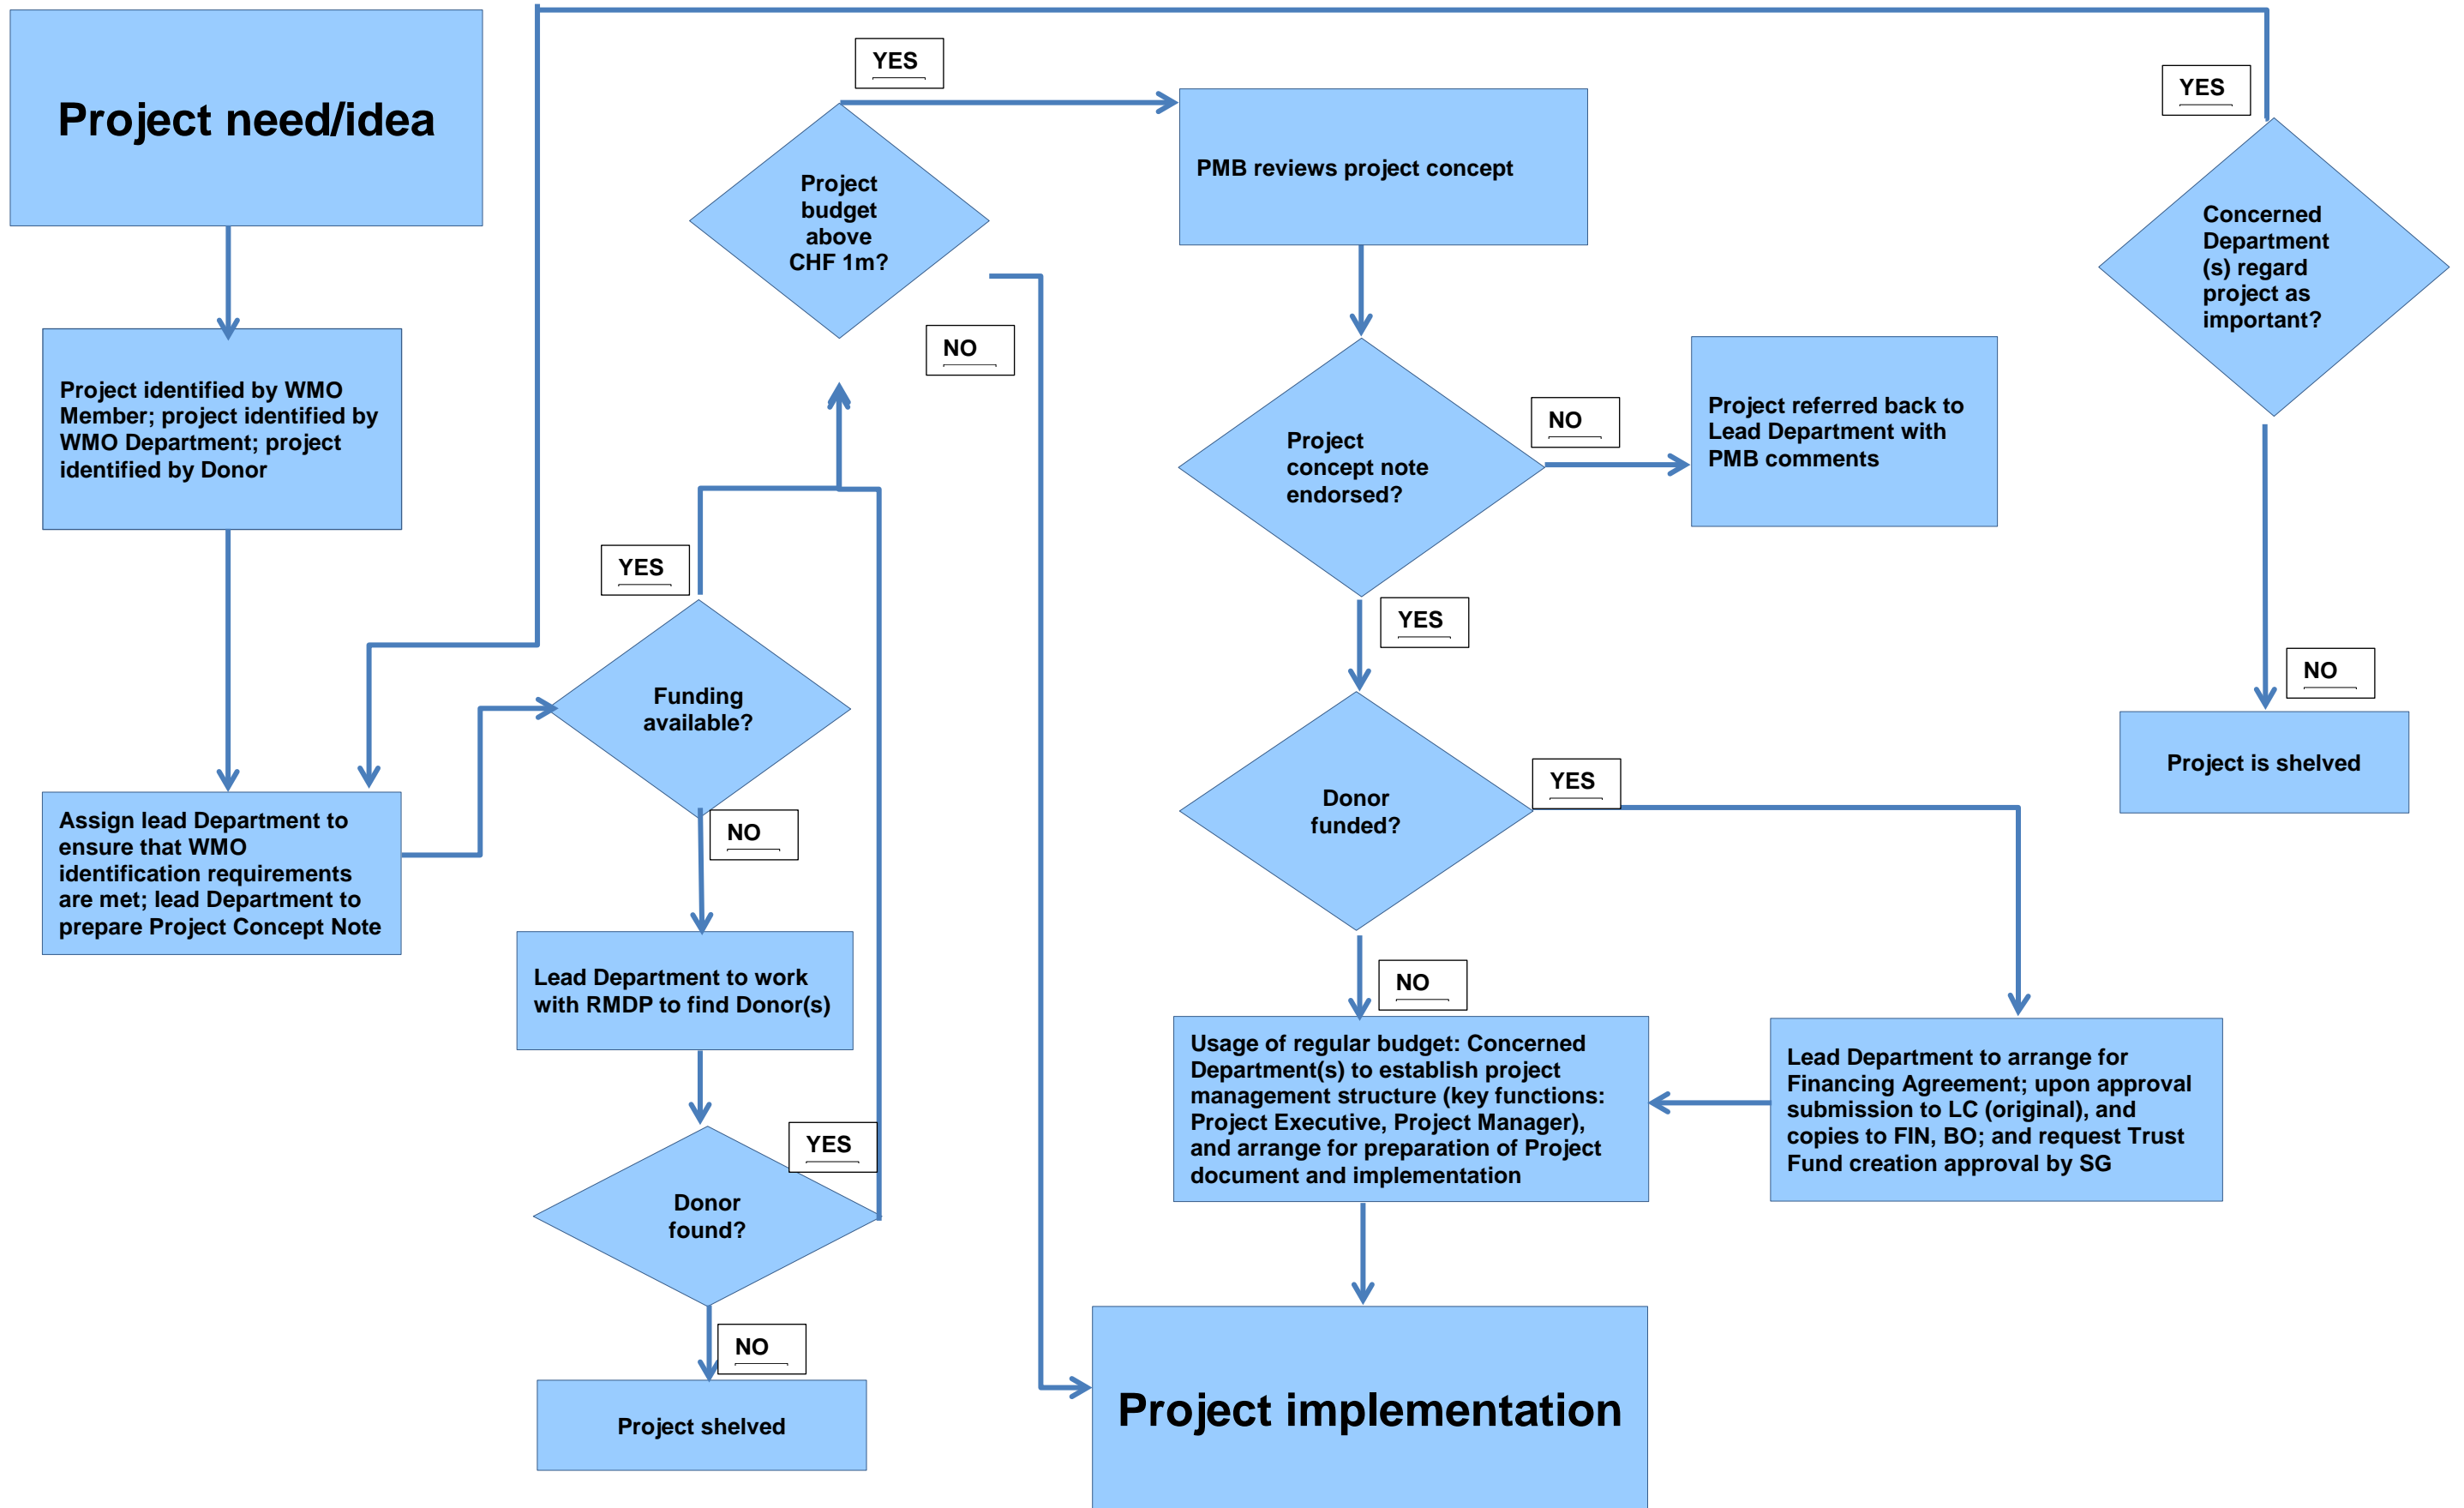 Project need/idea
Project identified by WMO
Member; project identified by
WMO Department; project
identified by Donor
Assign lead Department to
ensure that WMO
identification requirements
are met; lead Department to
prepare Project Concept Note
YES
Project
budget
above
CHF 1m?
NO
YES
Funding
available?
NO
Lead Department to work
with RMDP to find Donor(s)
YES
Donor
found?
NO
Project shelved
PMB reviews project concept
Project
concept note
endorsed?
NO
Project referred back to
Lead Department with
PMB comments
YES
Donor
funded?
YES
NO
Usage of regular budget: Concerned
Department(s) to establish project
management structure (key functions:
Project Executive, Project Manager),
and arrange for preparation of Project
document and implementation
Lead Department to arrange for
Financing Agreement; upon approval
submission to LC (original), and
copies to FIN, BO; and request Trust
Fund creation approval by SG
Project implementation
YES
Concerned
Department
(s) regard
project as
important?
NO
Project is shelved